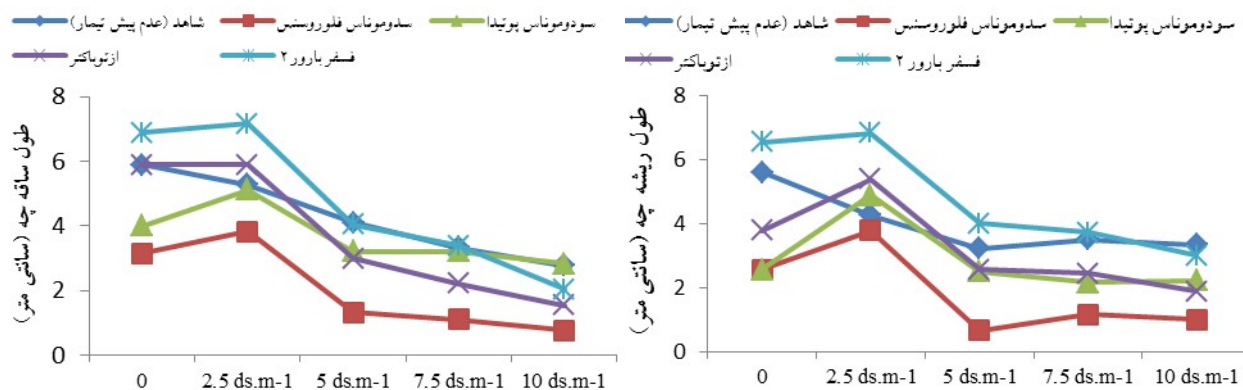 شاهد (عدم پیش تیمار) سدوموناس فلوروسنس سودوموناس پوتیدا
ازتوباکتر فسفر بارور ۲
طول ساقه چه (سانتی متر)
8
6
4
2
0
0 2.5 ds.m-1 5 ds.m-1 7.5 ds.m-1 10 ds.m-1
شاهد (عدم پیش تیمار) سدوموناس فلوروسنس سودوموناس پوتیدا
ازتوباکتر فسفر بارور ۲
طول ریشه چه (سانتی متر)
8
6
4
2
0
0 2.5 ds.m-1 5 ds.m-1 7.5 ds.m-1 10 ds.m-1